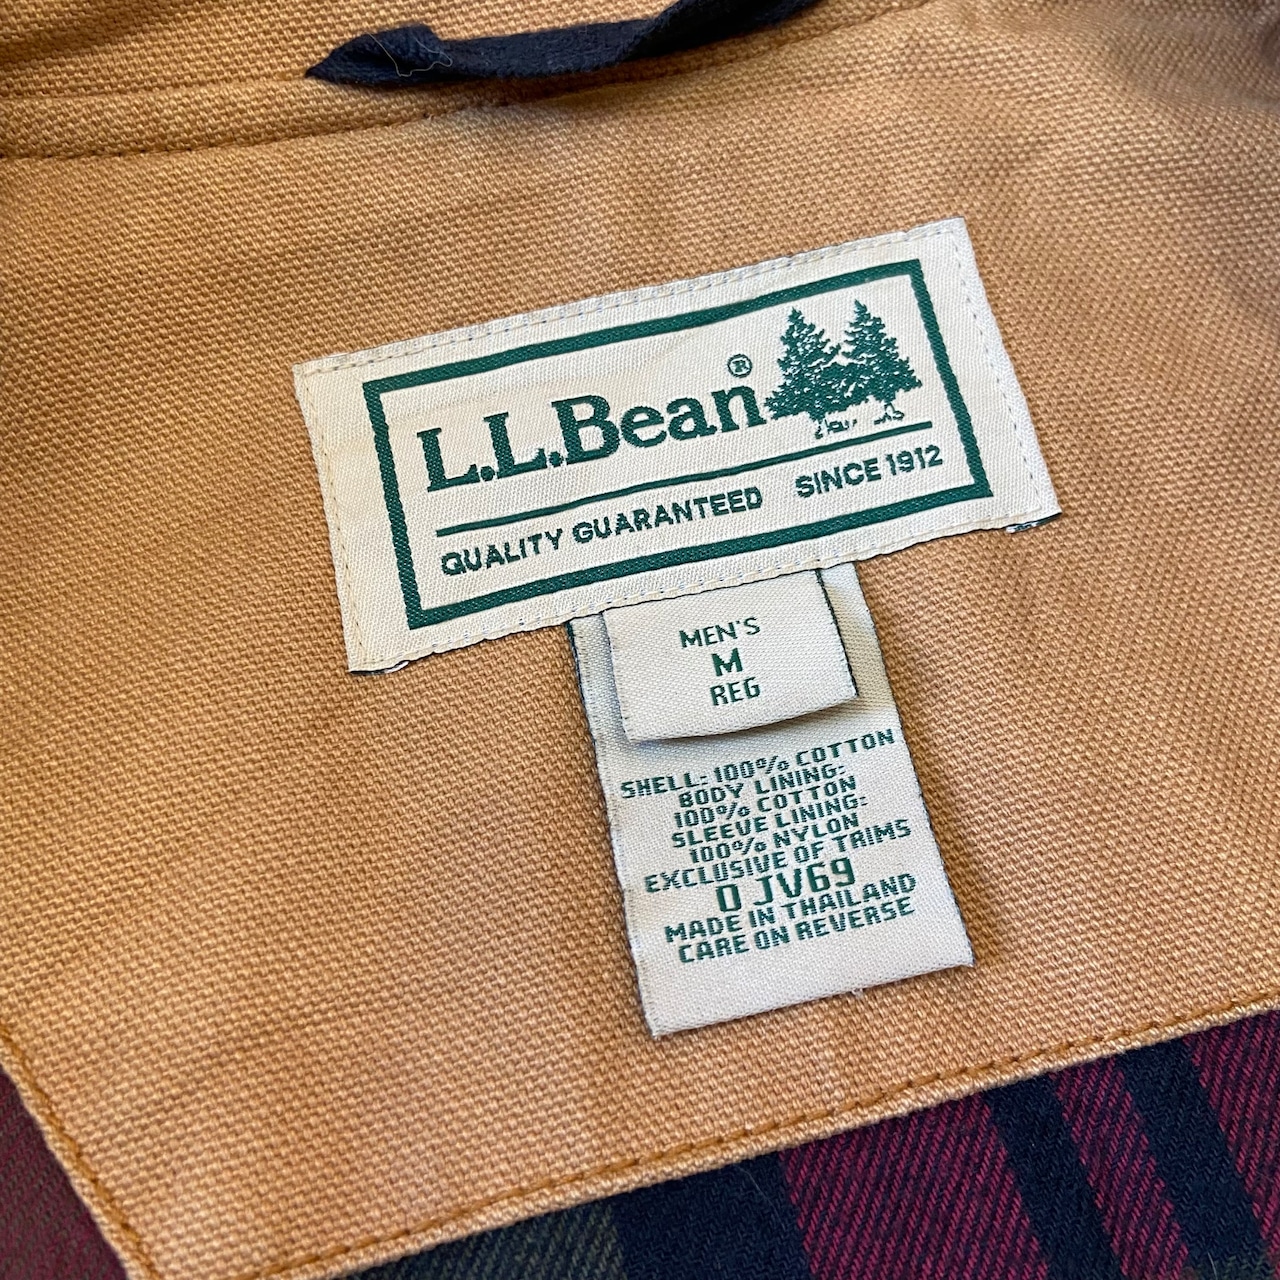 L.L.Bean®
QUALITY GUARANTEED SINCE 1912
MEN'S
M
REG
SHELL: 100% COTTON
BODY LINING:
100% COTTON
SLEEVE LINING:
100% NYLON
EXCLUSIVE OF TRIMS
0 JV69
MADE IN THAILAND
CARE ON REVERSE